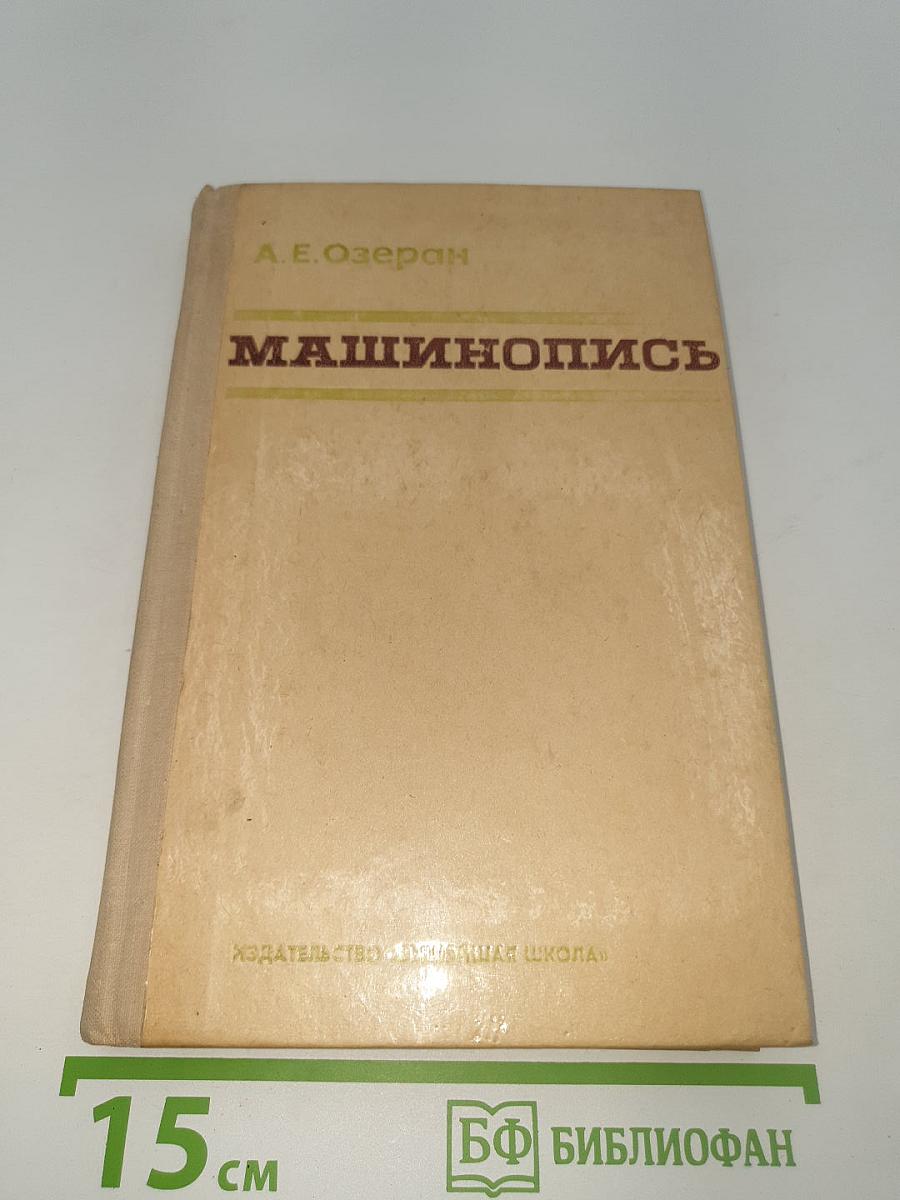 А. Е. Озеран
МАШИНОПИСЬ
ИЗДАТЕЛЬСТВО «ВЫСШАЯ ШКОЛА»
15 см
БФ БИБЛИОФАН